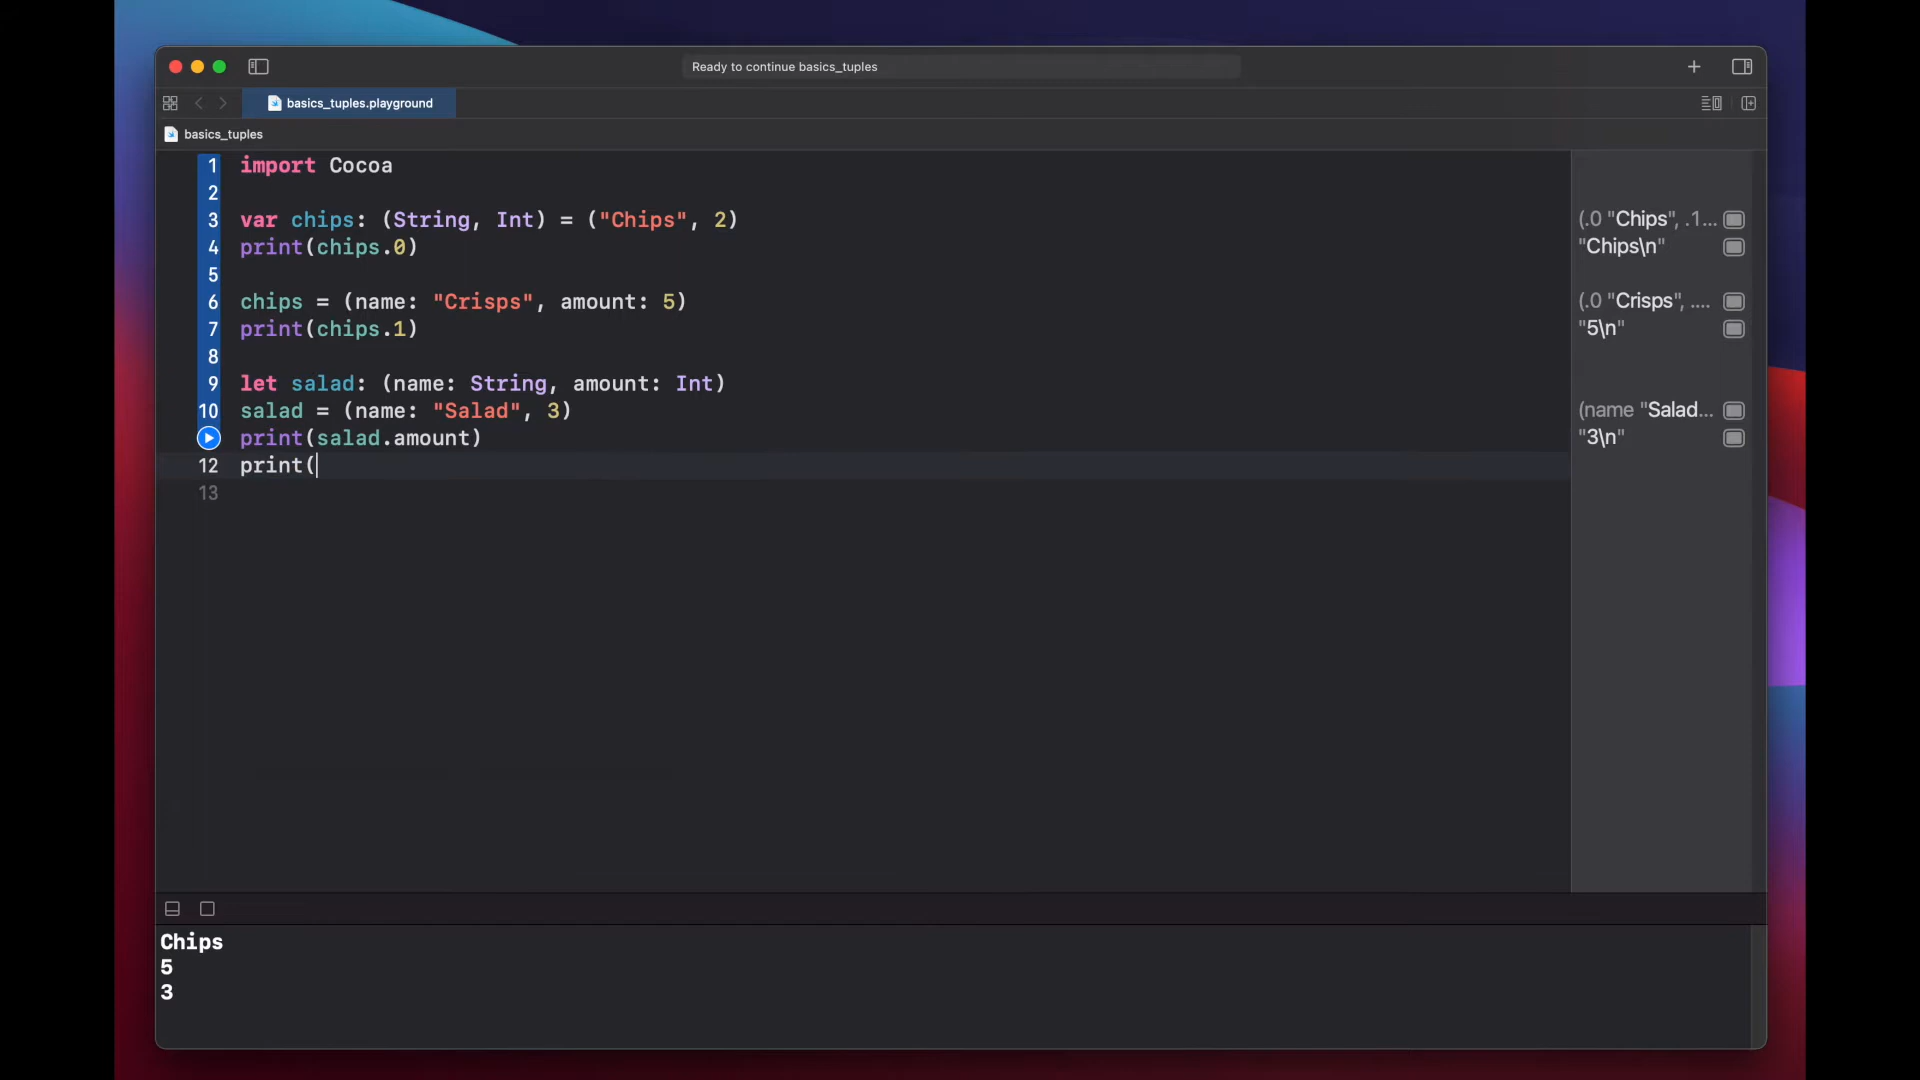 Ready to continue basics_tuples
basics_tuples.playground
basics_tuples
1 import Cocoa
2
3 var chips: (String, Int) = ("Chips", 2) (.0 "Chips", .1...
4 print(chips.0) "Chips\n"
5
6 chips = (name: "Crisps", amount: 5) (.0 "Crisps", ....
7 print(chips.1) "5\n"
8
9 let salad: (name: String, amount: Int)
10 salad = (name: "Salad", 3) (name "Salad...
print(salad.amount) "3\n"
12 print(
13
Chips
5
3